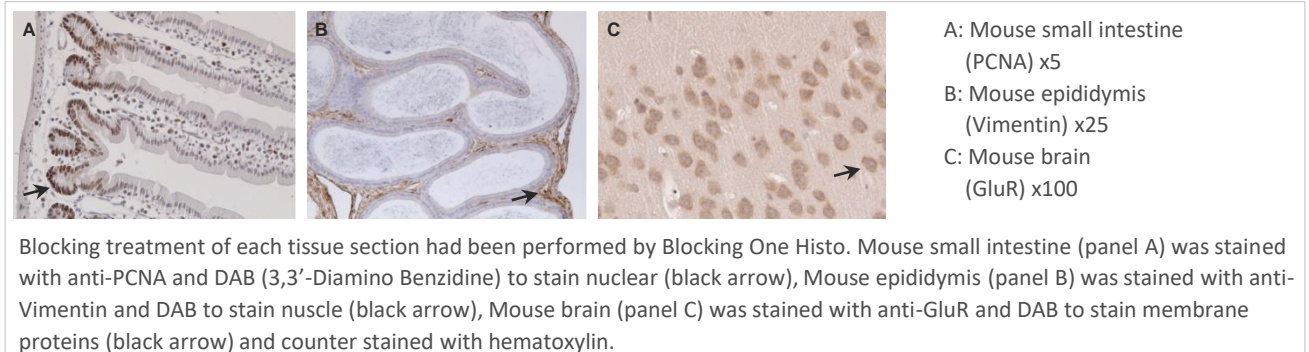 A
B
C
A: Mouse small intestine
(PCNA) x5
B: Mouse epididymis
(Vimentin) x25
C: Mouse brain
(GluR) x100
Blocking treatment of each tissue section had been performed by Blocking One Histo. Mouse small intestine (panel A) was stained
with anti-PCNA and DAB (3,3’-Diamino Benzidine) to stain nuclear (black arrow), Mouse epididymis (panel B) was stained with anti-
Vimentin and DAB to stain nuscle (black arrow), Mouse brain (panel C) was stained with anti-GluR and DAB to stain membrane
proteins (black arrow) and counter stained with hematoxylin.